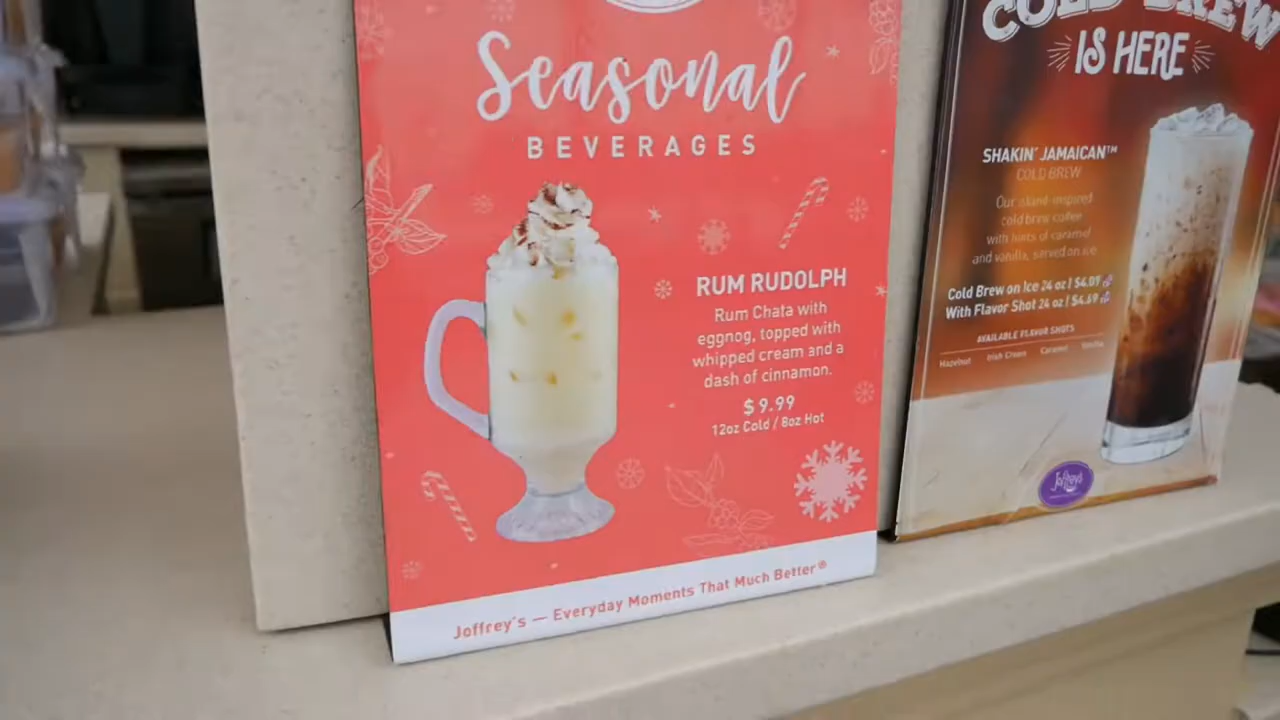 Seasonal
BEVERAGES
RUM RUDOLPH
Rum Chata with
eggnog, topped with
whipped cream and a
dash of cinnamon.
$9.99
12oz Cold / 8oz Hot
Joffrey's — Everyday Moments That Much Better®
COLD BREW
IS HERE
SHAKIN' JAMAICAN™
COLD BREW
Our island-inspired
cold brew coffee
with hints of caramel
and vanilla, served on ice.
Cold Brew on Ice 24 oz | $4.09
With Flavor Shot 24 oz | $4.69
AVAILABLE FLAVOR SHOTS
Hazelnut Irish Cream Caramel Vanilla
Joffrey's